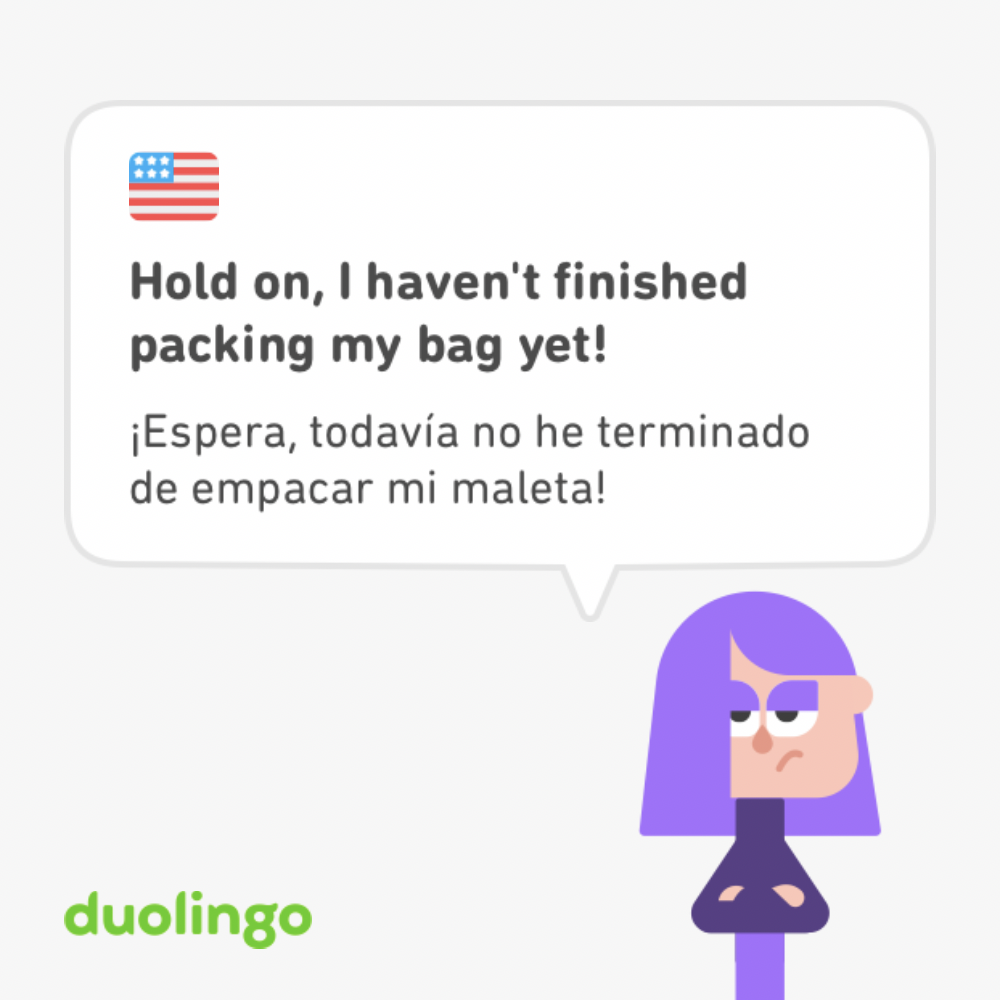 Hold on, I haven't finished
packing my bag yet!
¡Espera, todavía no he terminado
de empacar mi maleta!
duolingo